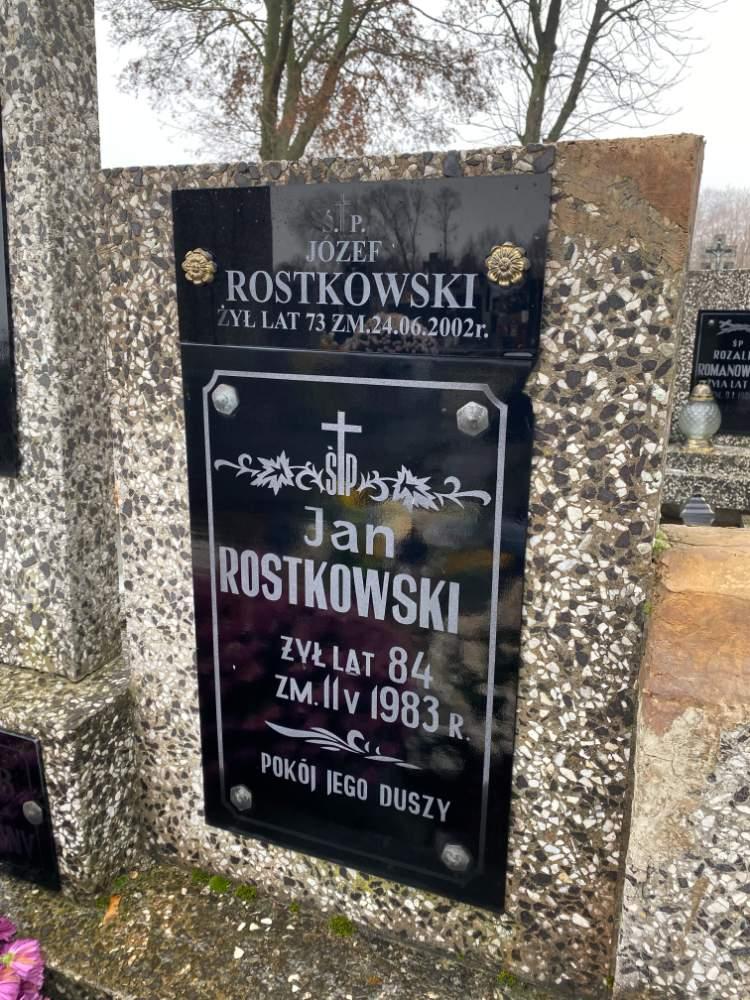 Ś. P.
JÓZEF
ROSTKOWSKI
ŻYŁ LAT 73 ZM.24.06.2002r.
ŚP
Jan
ROSTKOWSKI
ŻYŁ LAT 84
ZM. 11 V 1983 R.
POKÓJ JEGO DUSZY
ŚP